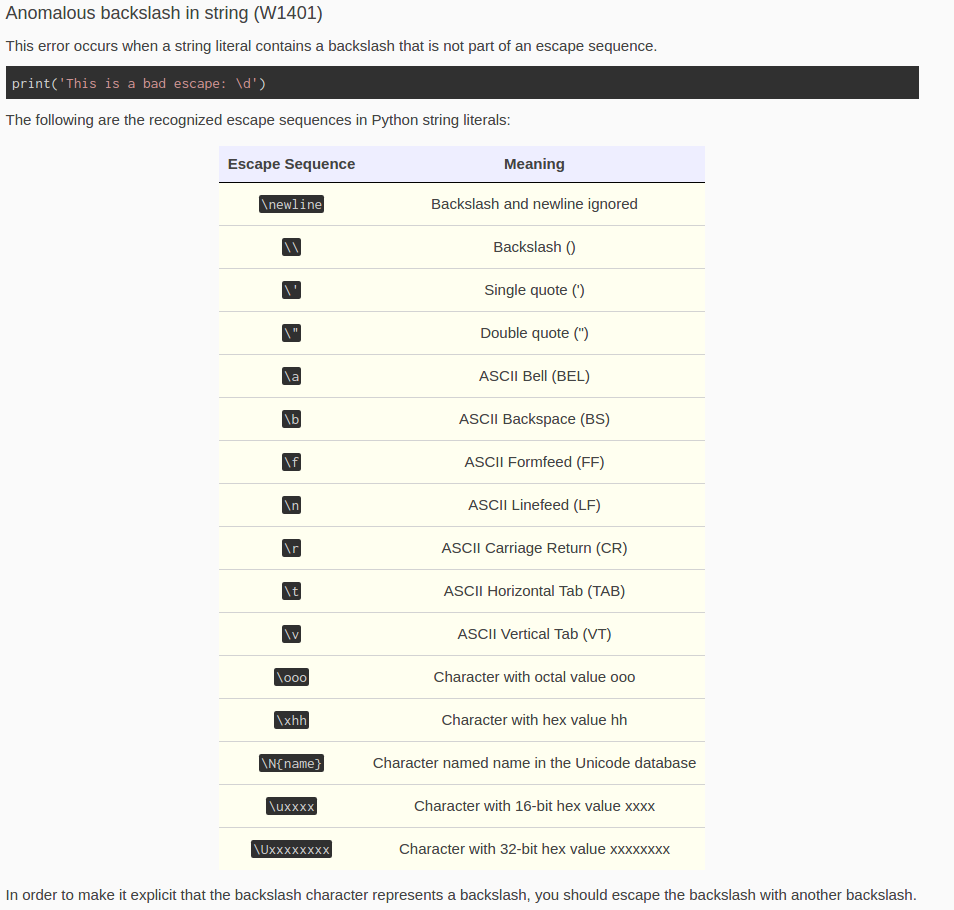 Anomalous backslash in string (W1401)
This error occurs when a string literal contains a backslash that is not part of an escape sequence.
print('This is a bad escape: \d')
The following are the recognized escape sequences in Python string literals:
Escape Sequence Meaning
\newline Backslash and newline ignored
\\ Backslash ()
\' Single quote (')
\" Double quote (")
\a ASCII Bell (BEL)
\b ASCII Backspace (BS)
\f ASCII Formfeed (FF)
\n ASCII Linefeed (LF)
\r ASCII Carriage Return (CR)
\t ASCII Horizontal Tab (TAB)
\v ASCII Vertical Tab (VT)
\ooo Character with octal value ooo
\xhh Character with hex value hh
\N{name} Character named name in the Unicode database
\uxxxx Character with 16-bit hex value xxxx
\Uxxxxxxxx Character with 32-bit hex value xxxxxxxx
In order to make it explicit that the backslash character represents a backslash, you should escape the backslash with another backslash.